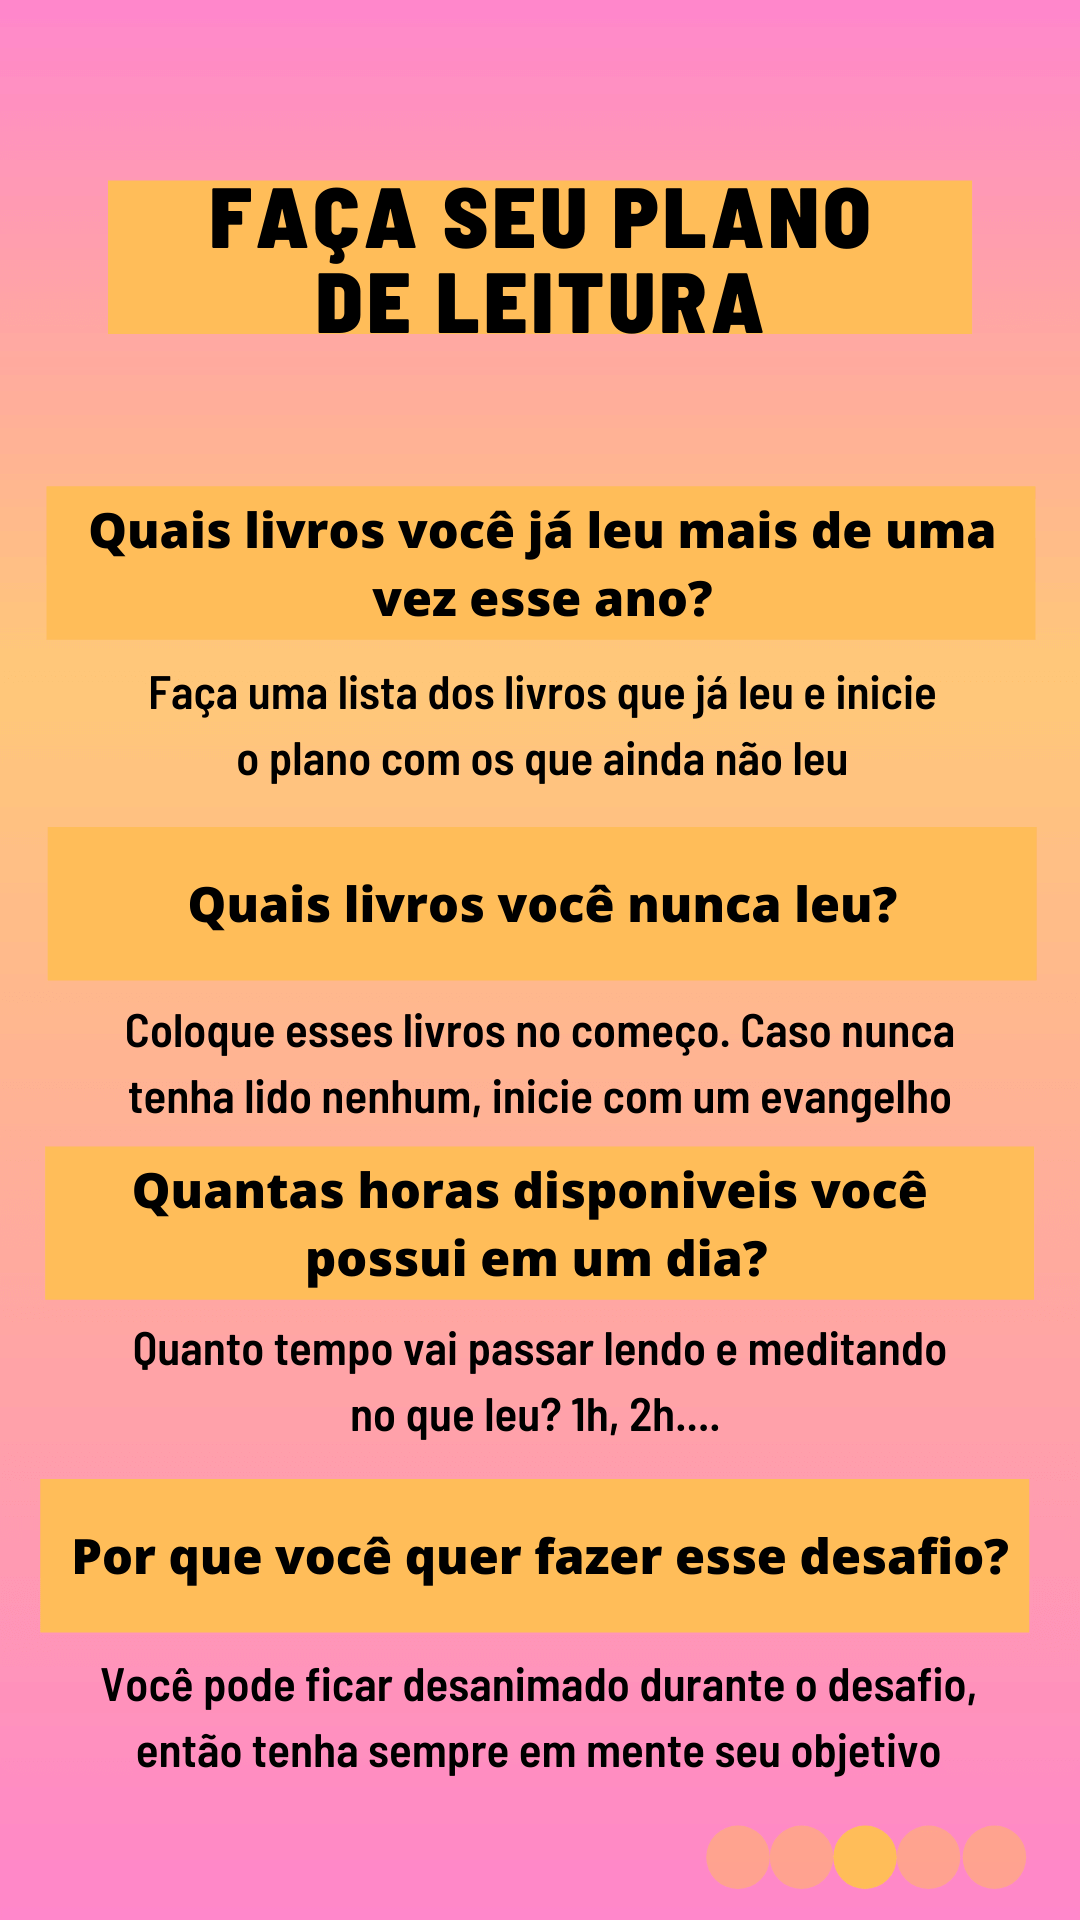 FAÇA SEU PLANO
DE LEITURA
Quais livros você já leu mais de uma
vez esse ano?
Faça uma lista dos livros que já leu e inicie
o plano com os que ainda não leu
Quais livros você nunca leu?
Coloque esses livros no começo. Caso nunca
tenha lido nenhum, inicie com um evangelho
Quantas horas disponiveis você
possui em um dia?
Quanto tempo vai passar lendo e meditando
no que leu? 1h, 2h....
Por que você quer fazer esse desafio?
Você pode ficar desanimado durante o desafio,
então tenha sempre em mente seu objetivo